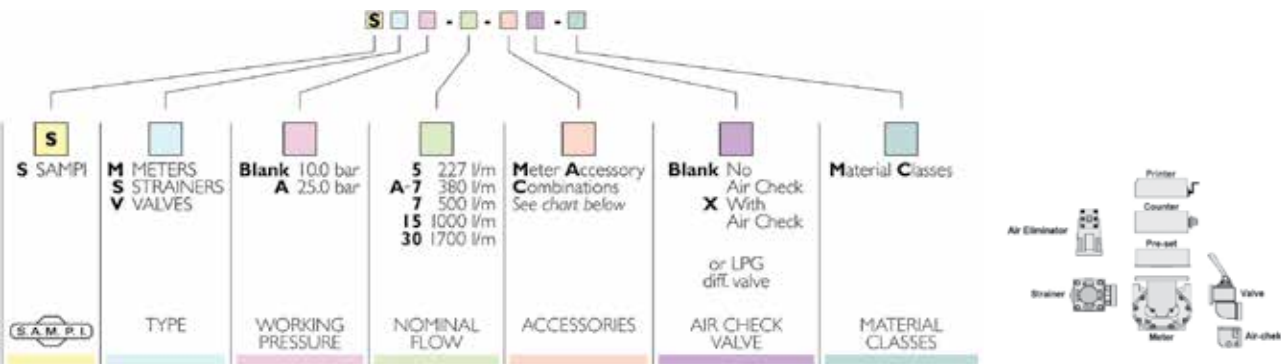 S - - -
S
S SAMPI
S.A.M.P.I.
M METERS
S STRAINERS
V VALVES
TYPE
Blank 10.0 bar
A 25.0 bar
WORKING
PRESSURE
5 227 l/m
A-7 380 l/m
7 500 l/m
15 1000 l/m
30 1700 l/m
NOMINAL
FLOW
Meter Accessory
Combinations
See chart below
ACCESSORIES
Blank No
Air Check
X With
Air Check
or LPG
diff. valve
AIR CHECK
VALVE
Material Classes
MATERIAL
CLASSES
Printer
Counter
Air Eliminator
Pre-set
Strainer
Valve
Meter
Air-chek